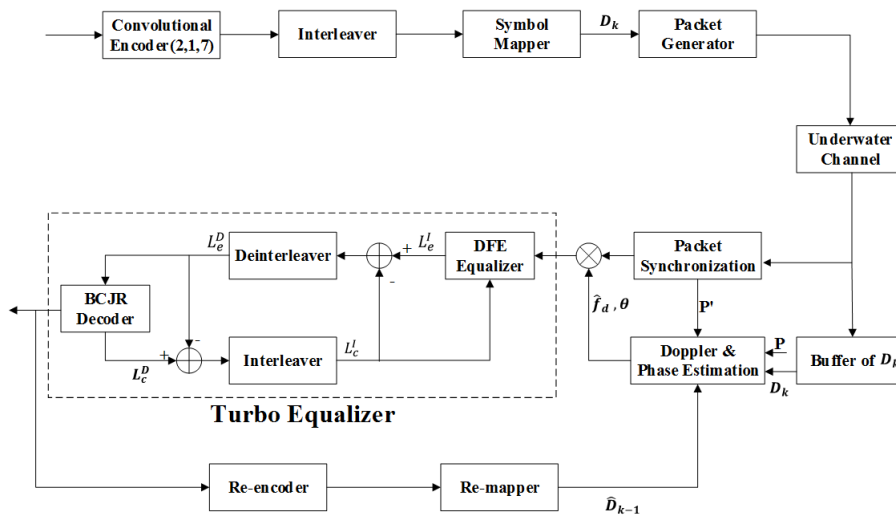 Convolutional
Encoder(2,1,7)
Interleaver
Symbol
Mapper
D_k
Packet
Generator
Underwater
Channel
L_e^D
Deinterleaver
+
L_e^I
-
DFE
Equalizer
Packet
Synchronization
f̂_d , θ
P'
BCJR
Decoder
L_c^D
+
-
Interleaver
L_c^I
Doppler &
Phase Estimation
P
D_k
Buffer of D_k
Turbo Equalizer
Re-encoder
Re-mapper
D̂_{k-1}